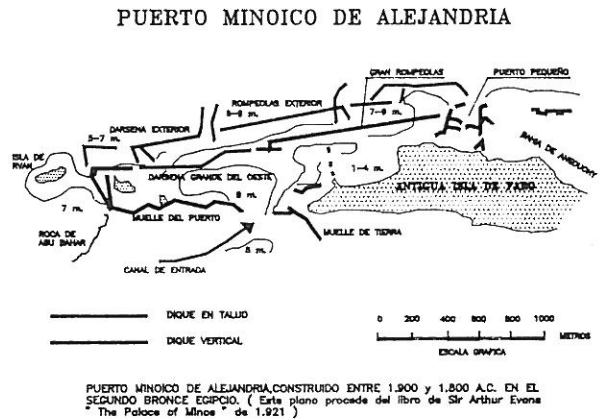 PUERTO MINOICO DE ALEJANDRIA
GRAN ROMPEOLAS
PUERTO PEQUEÑO
ROMPEOLAS EXTERIOR
6-9 m.
7-9 m.
DARSENA EXTERIOR
5-7 m.
BAHIA DE ANFOUCHY
ISLA DE RYAN
DARSENA GRANDE DEL OESTE
1-4 m.
ANTIGUA ISLA DE FARO
7 m.
MUELLE DEL PUERTO
ROCA DE ABU BAHAR
MUELLE DE TIERRA
CANAL DE ENTRADA
DIQUE EN TALUD
DIQUE VERTICAL
0 200 400 600 800 1000
METROS
ESCALA GRAFICA
PUERTO MINOICO DE ALEJANDRIA,CONSTRUIDO ENTRE 1.900 y 1.800 A.C. EN EL
SEGUNDO BRONCE EGIPCIO. ( Este plano procede del libro de Sir Arthur Evans
" The Palace of Minos " de 1.921 )